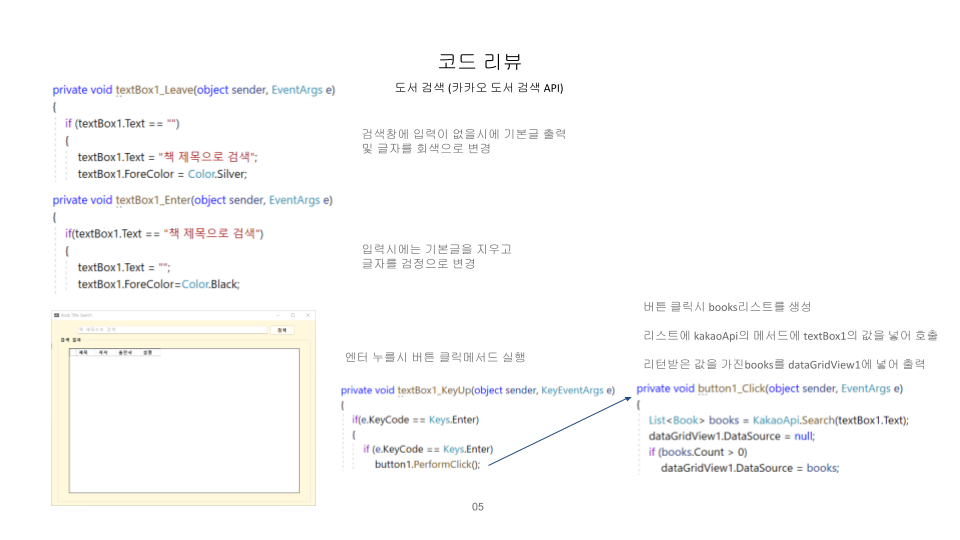 코드 리뷰
도서 검색 (카카오 도서 검색 API)
private void textBox1_Leave(object sender, EventArgs e)
{
if (textBox1.Text == "")
{
textBox1.Text = "책 제목으로 검색";
textBox1.ForeColor = Color.Silver;
검색창에 입력이 없을시에 기본글 출력
및 글자를 회색으로 변경
private void textBox1_Enter(object sender, EventArgs e)
{
if(textBox1.Text == "책 제목으로 검색")
{
textBox1.Text = "";
textBox1.ForeColor=Color.Black;
입력시에는 기본글을 지우고
글자를 검정으로 변경
Book Title Search
책 제목으로 검색
검색
검색 결과
제목 저자 출판사 설명
엔터 누를시 버튼 클릭메서드 실행
private void textBox1_KeyUp(object sender, KeyEventArgs e)
{
if(e.KeyCode == Keys.Enter)
{
if (e.KeyCode == Keys.Enter)
button1.PerformClick();
버튼 클릭시 books리스트를 생성
리스트에 kakaoApi의 메서드에 textBox1의 값을 넣어 호출
리턴받은 값을 가진books를 dataGridView1에 넣어 출력
private void button1_Click(object sender, EventArgs e)
{
List<Book> books = KakaoApi.Search(textBox1.Text);
dataGridView1.DataSource = null;
if (books.Count > 0)
dataGridView1.DataSource = books;
05